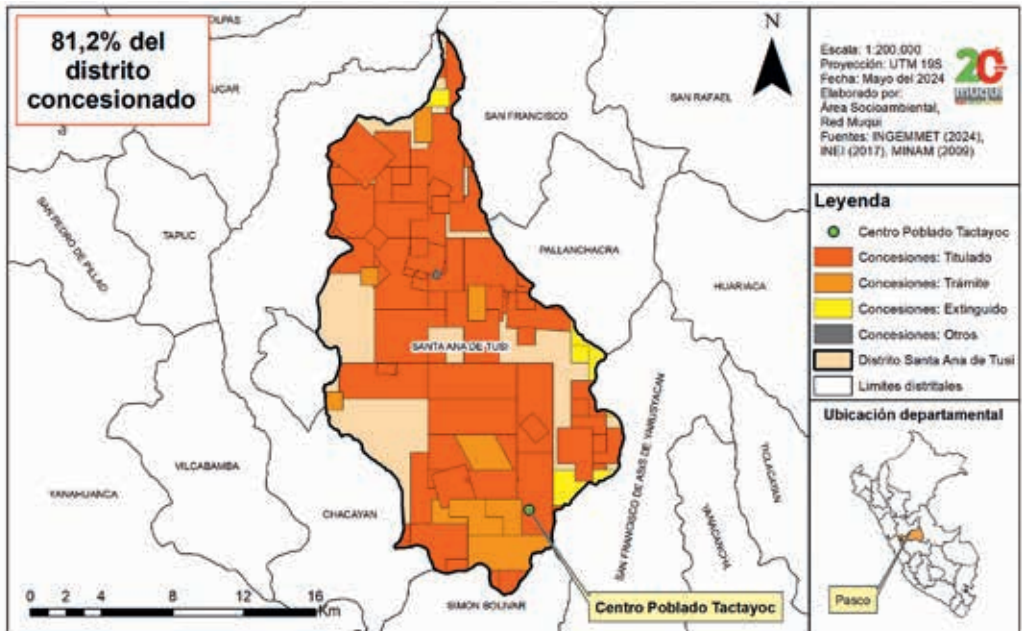 81,2% del
distrito
concesionado
N
Escala: 1:200.000
Proyección: UTM 19S
Fecha: Mayo del 2024
Elaborado por:
Área Socioambiental,
Red Muqui
Fuentes: INGEMMET (2024),
INEI (2017), MINAM (2009)
20
muqui
SAN FRANCISCO
SAN RAFAEL
SAN PEDRO DE PILLAO
TAPUC
PALLANCHACRA
HUARIACA
SANTA ANA DE TUSI
VILCABAMBA
YANAHUANCA
CHACAYAN
SAN FRANCISCO DE ASIS DE YARUSYACAN
YANACANCHA
TICLACAYAN
SIMON BOLIVAR
Centro Poblado Tactayoc
0 2 4 8 12 16
Km
Leyenda
Centro Poblado Tactayoc
Concesiones: Titulado
Concesiones: Trámite
Concesiones: Extinguido
Concesiones: Otros
Distrito Santa Ana de Tusi
Limites distritales
Ubicación departamental
Pasco